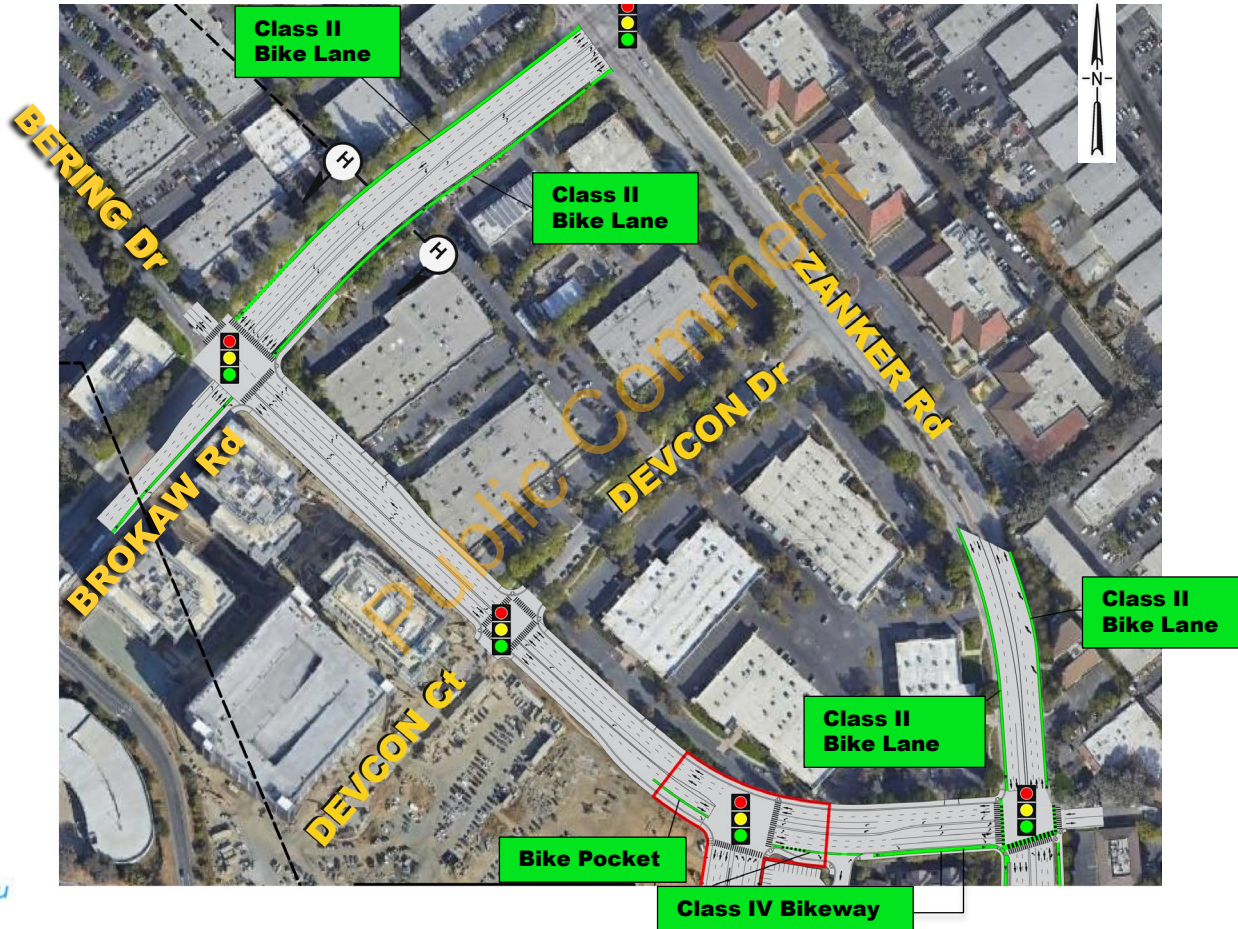 Class II
Bike Lane
N
BERING Dr
H
Class II
Bike Lane
H
ZANKER Rd
Public Comment
DEVCON Dr
BROKAW Rd
Class II
Bike Lane
DEVCON Ct
Class II
Bike Lane
Bike Pocket
Class IV Bikeway
u